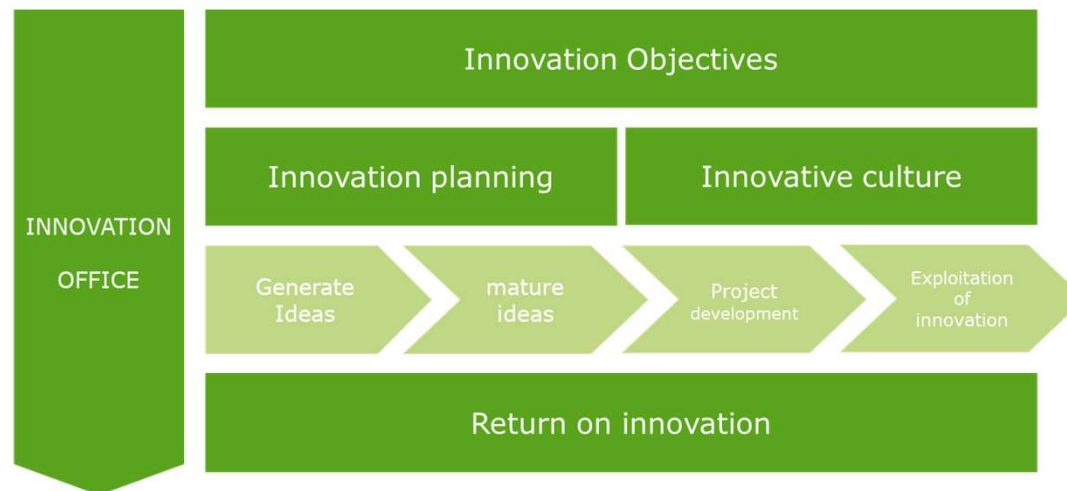 INNOVATION
OFFICE
Innovation Objectives
Innovation planning
Innovative culture
Generate
Ideas
mature
ideas
Project
development
Exploitation
of
innovation
Return on innovation